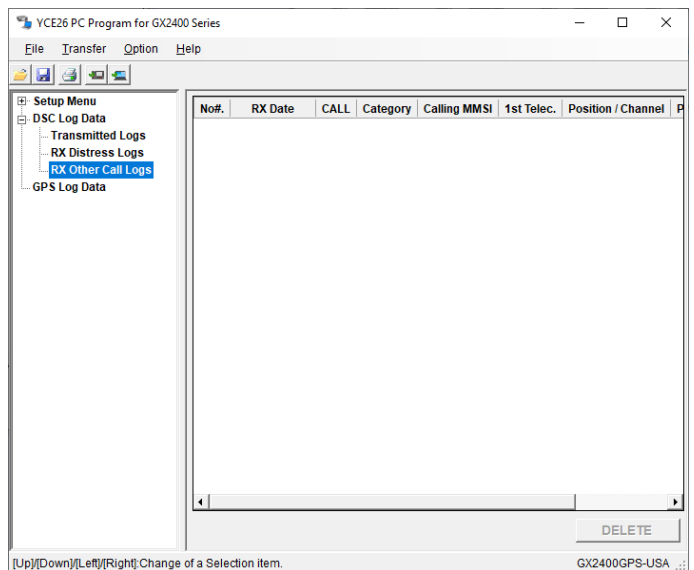 YCE26 PC Program for GX2400 Series
File Transfer Option Help
Setup Menu
DSC Log Data
Transmitted Logs
RX Distress Logs
RX Other Call Logs
GPS Log Data
No#. RX Date CALL Category Calling MMSI 1st Telec. Position / Channel P
DELETE
[Up]/[Down]/[Left]/[Right]:Change of a Selection item. GX2400GPS-USA